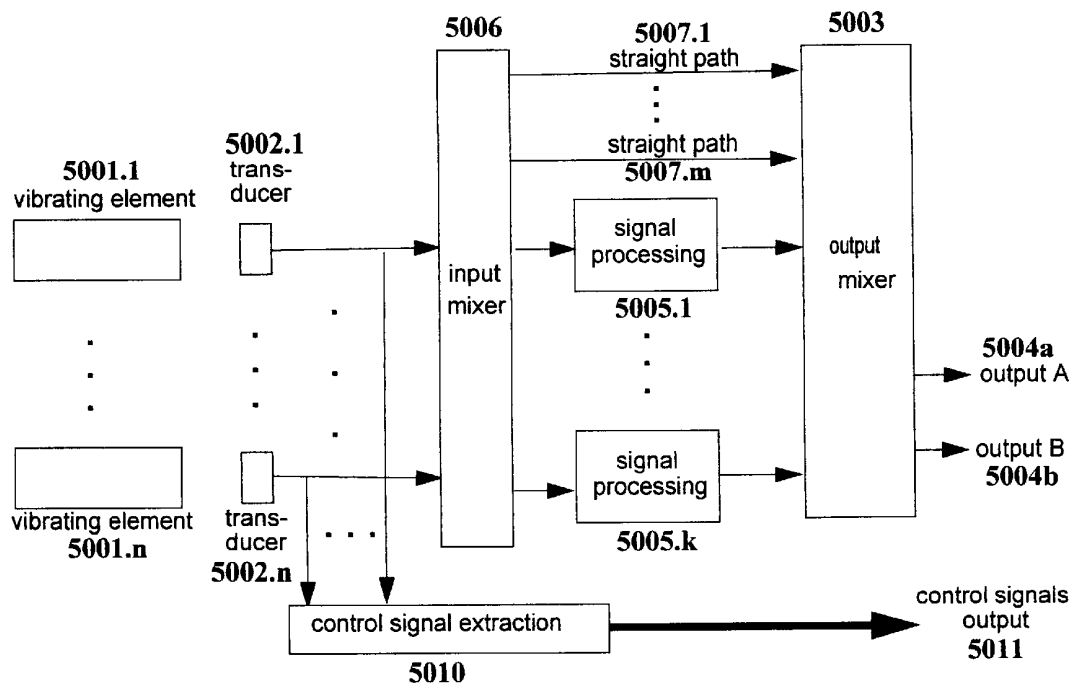 5006
5007.1
5003
straight path
straight path
5007.m
5002.1
trans-
ducer
5001.1
vibrating element
signal
processing
5005.1
input
mixer
output
mixer
5004a
output A
output B
5004b
signal
processing
5005.k
vibrating element
5001.n
trans-
ducer
5002.n
control signal extraction
5010
control signals
output
5011